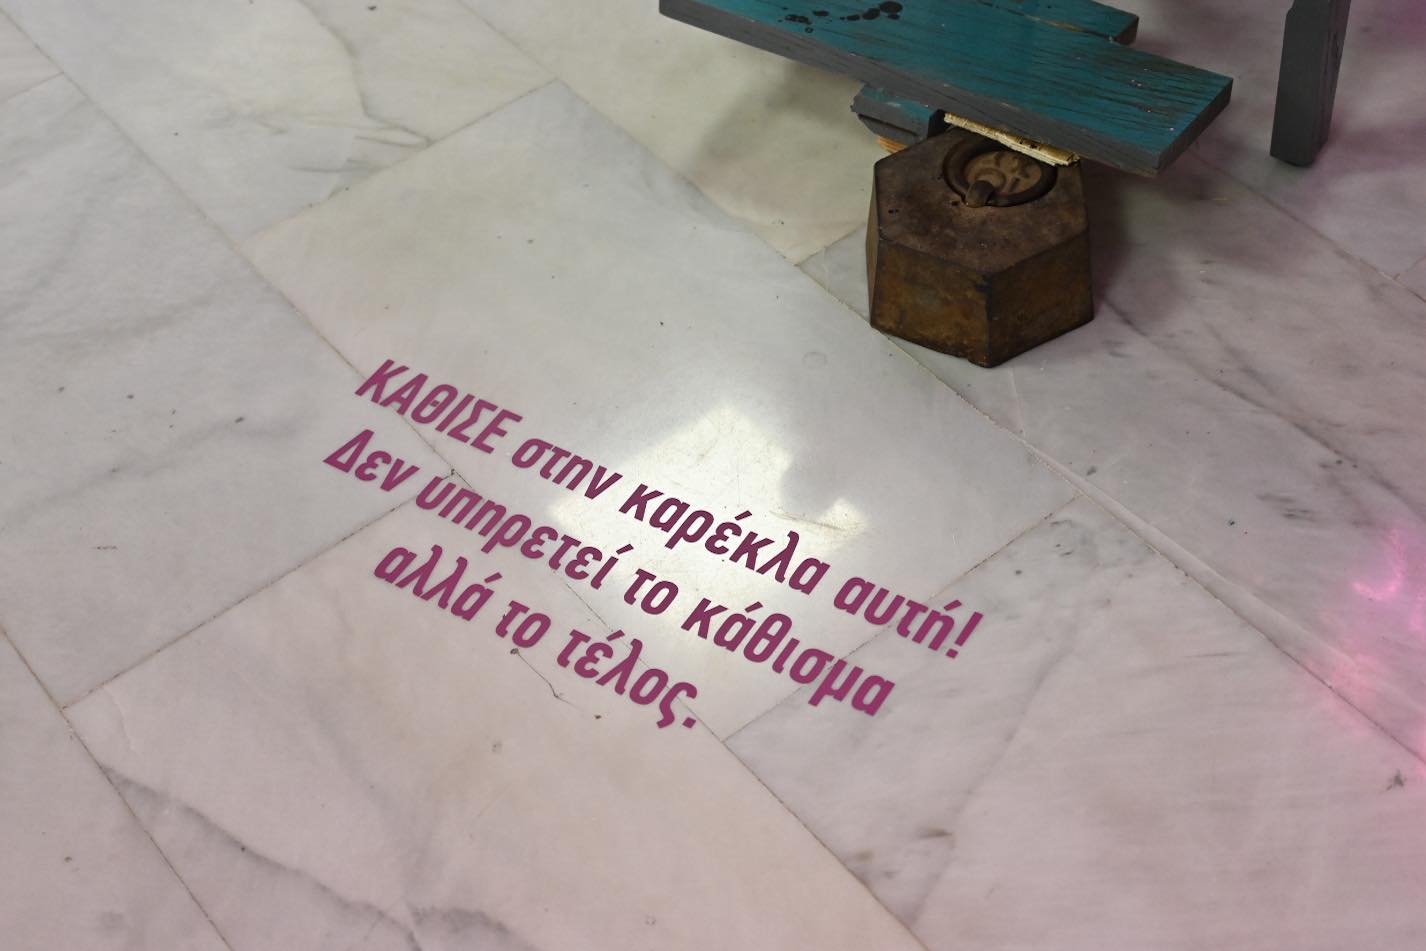 ΚΑΘΙΣΕ στην καρέκλα αυτή!
Δεν υπηρετεί το κάθισμα
αλλά το τέλος.